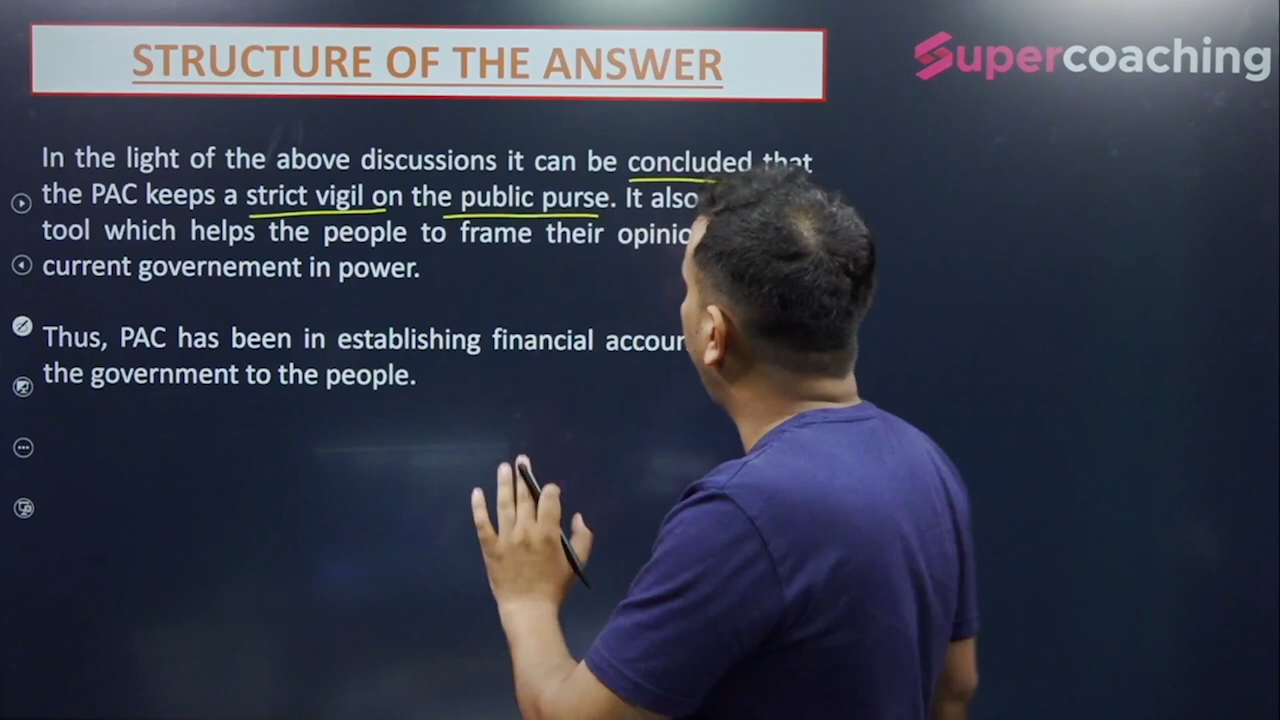 STRUCTURE OF THE ANSWER
Supercoaching
In the light of the above discussions it can be concluded that
the PAC keeps a strict vigil on the public purse. It also
tool which helps the people to frame their
current governement in power.
Thus, PAC has been in establishing financial
the government to the people.